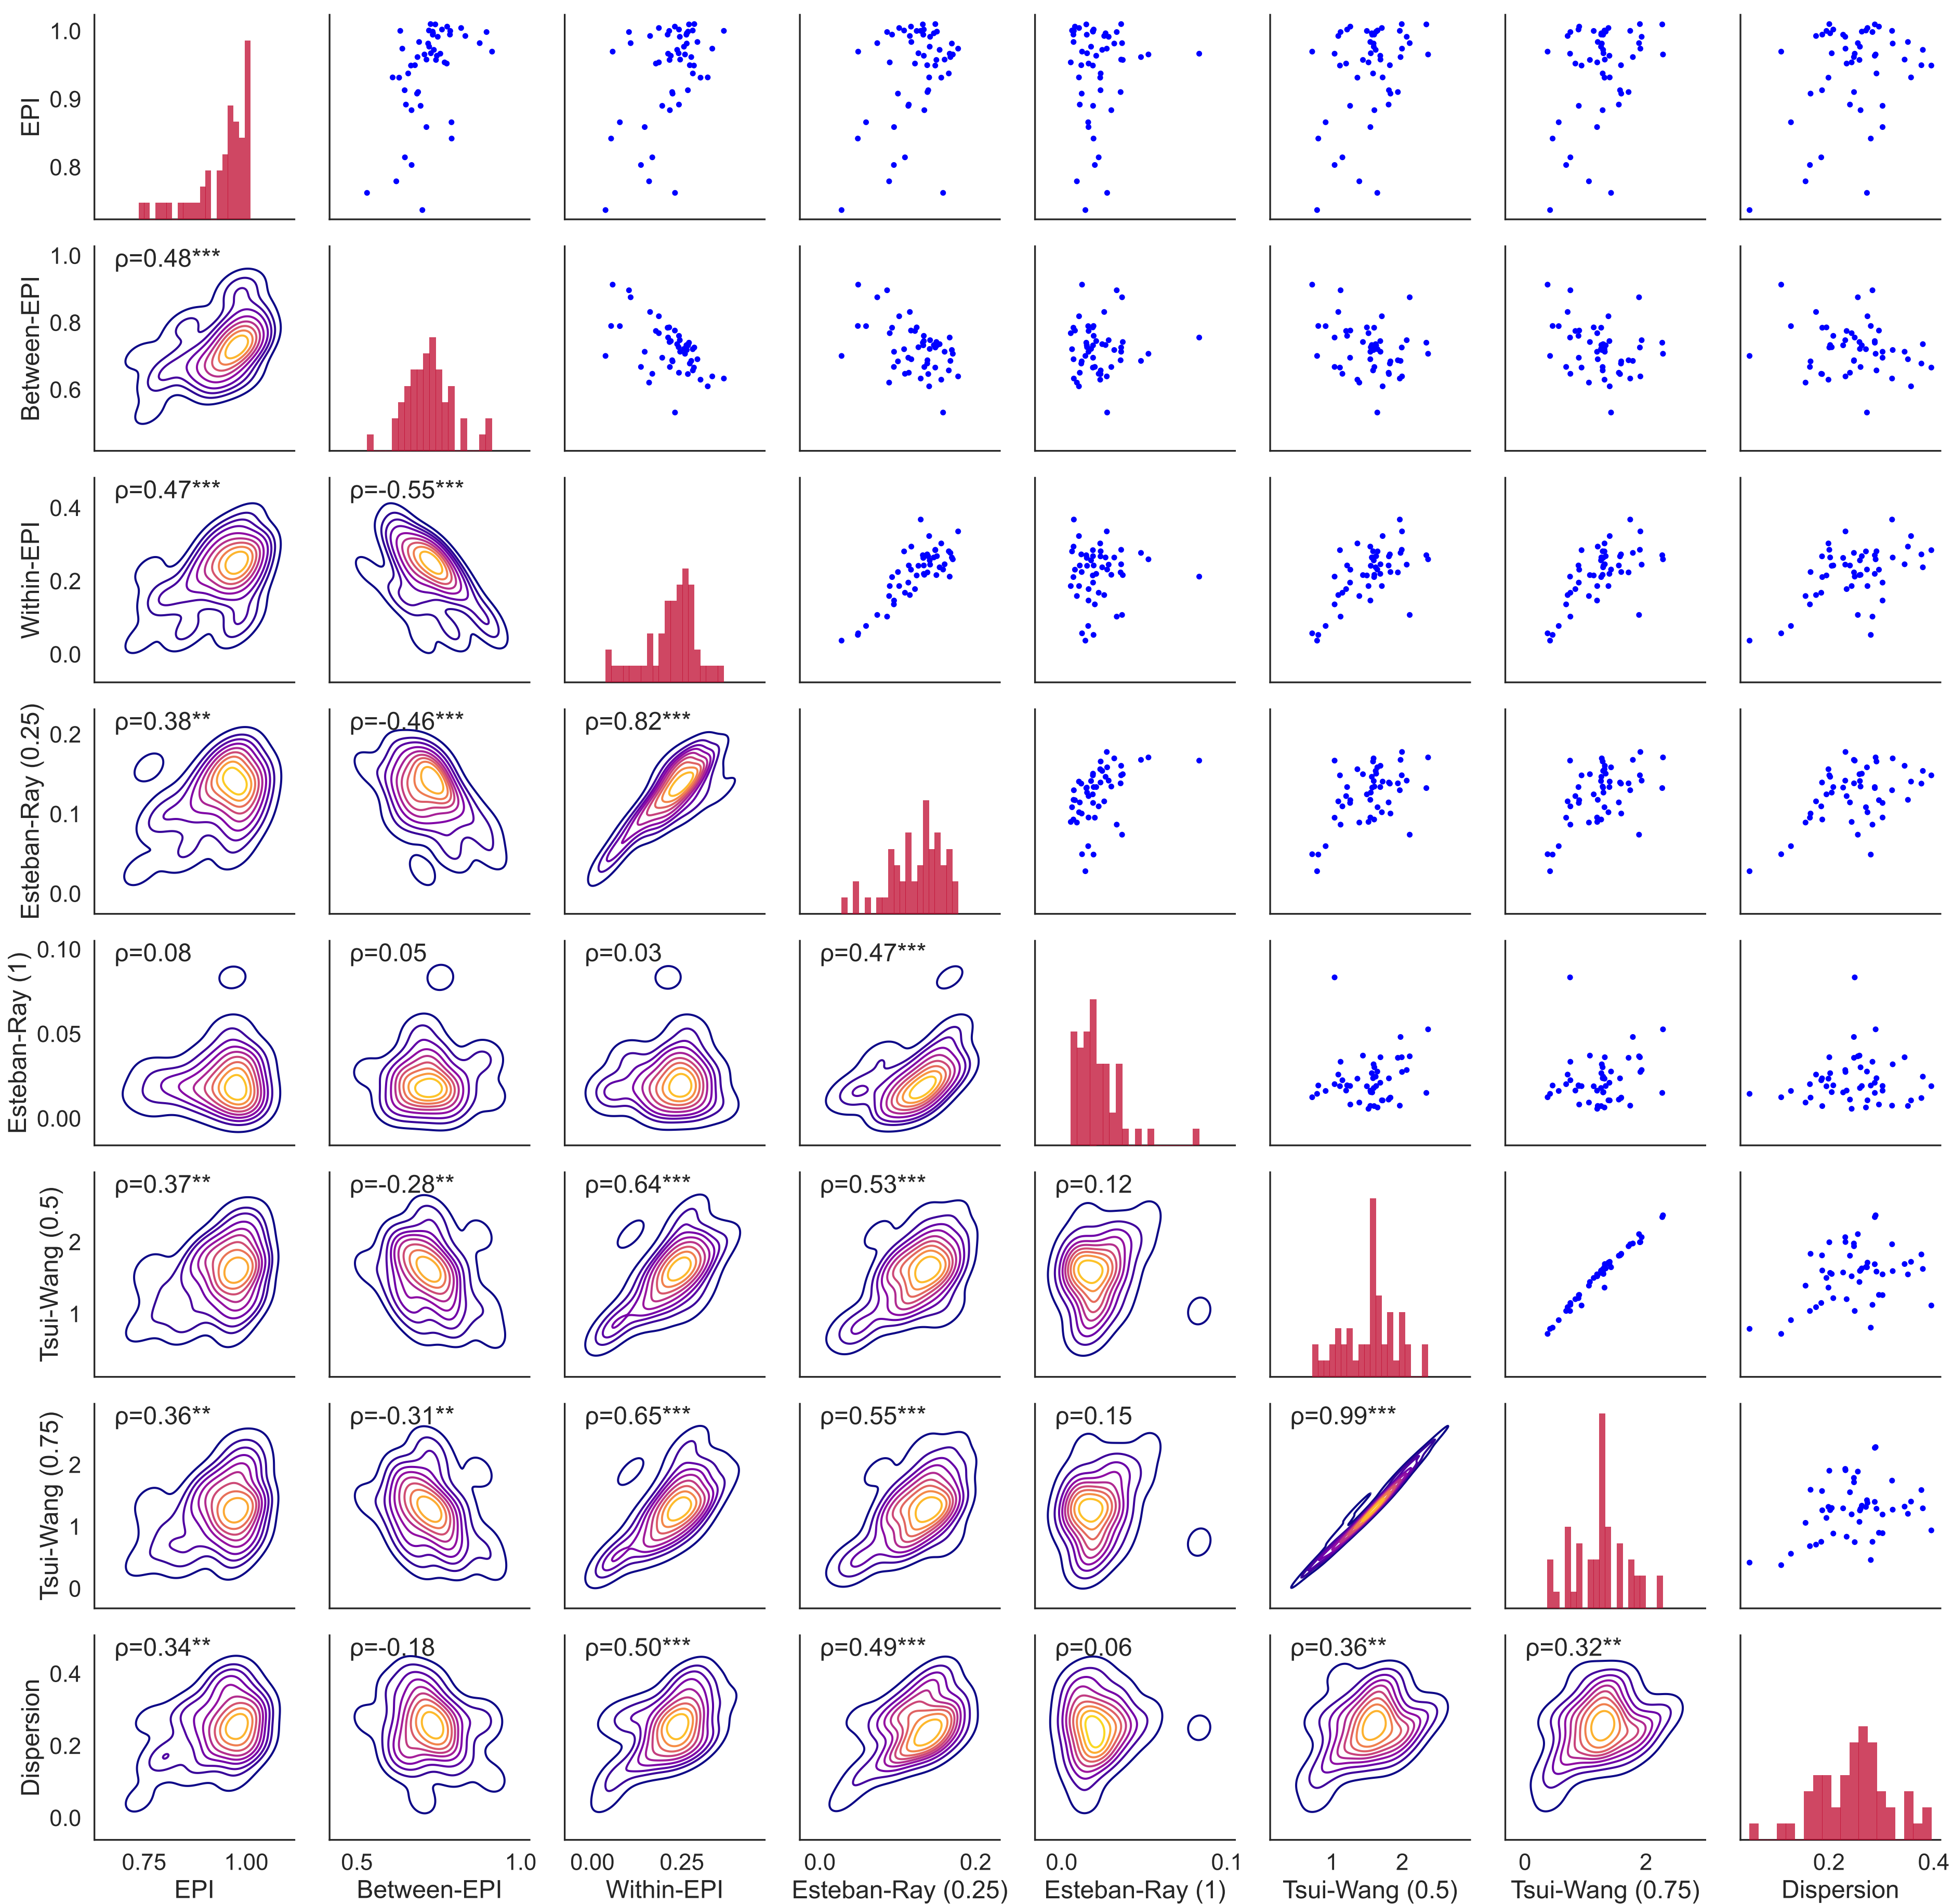 1.0
0.9
0.8
EPI
1.0
0.8
0.6
Between-EPI
ρ=0.48***
0.4
0.2
0.0
Within-EPI
ρ=0.47***
ρ=-0.55***
0.2
0.1
0.0
Esteban-Ray (0.25)
ρ=0.38**
ρ=-0.46***
ρ=0.82***
0.10
0.05
0.00
Esteban-Ray (1)
ρ=0.08
ρ=0.05
ρ=0.03
ρ=0.47***
2
1
Tsui-Wang (0.5)
ρ=0.37**
ρ=-0.28**
ρ=0.64***
ρ=0.53***
ρ=0.12
2
1
0
Tsui-Wang (0.75)
ρ=0.36**
ρ=-0.31**
ρ=0.65***
ρ=0.55***
ρ=0.15
ρ=0.99***
0.4
0.2
0.0
Dispersion
ρ=0.34**
ρ=-0.18
ρ=0.50***
ρ=0.49***
ρ=0.06
ρ=0.36**
ρ=0.32**
0.75 1.00
0.5 1.0
0.00 0.25
0.0 0.2
0.0 0.1
1 2
0 2
0.2 0.4
EPI
Between-EPI
Within-EPI
Esteban-Ray (0.25)
Esteban-Ray (1)
Tsui-Wang (0.5)
Tsui-Wang (0.75)
Dispersion